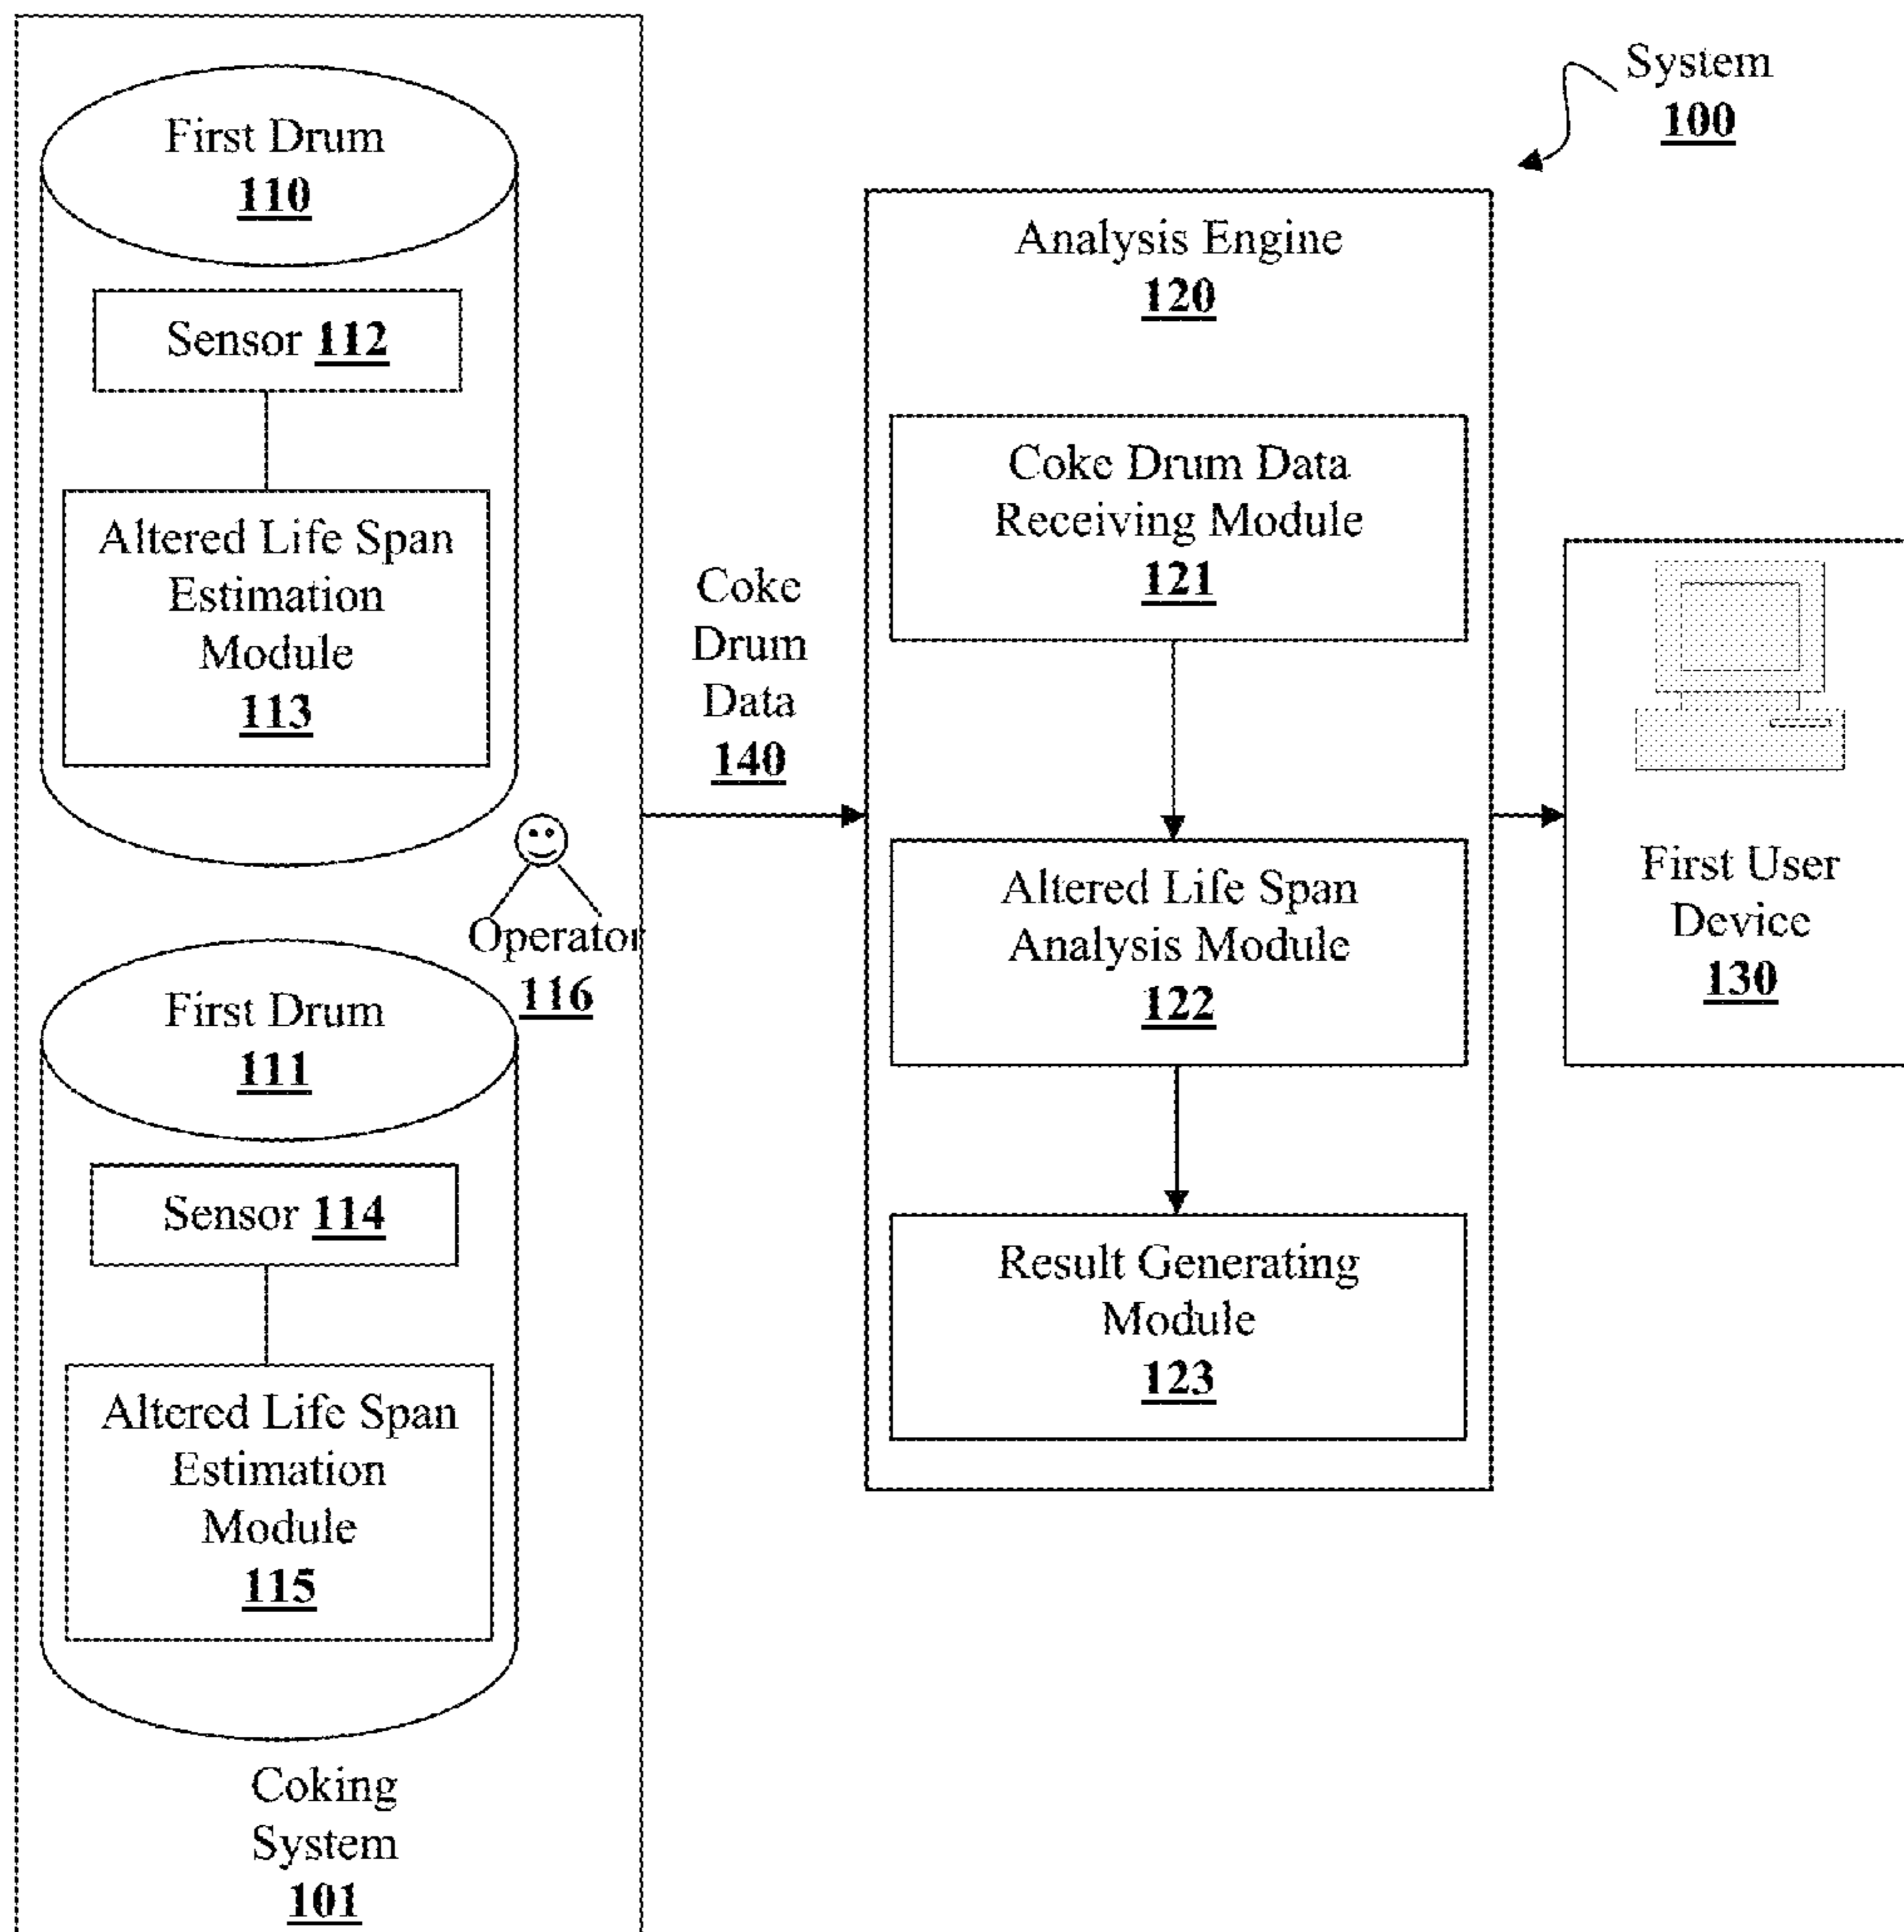 System
100
First Drum
110
Sensor 112
Altered Life Span
Estimation
Module
113
Operator
116
First Drum
111
Sensor 114
Altered Life Span
Estimation
Module
115
Coking
System
101
Coke
Drum
Data
140
Analysis Engine
120
Coke Drum Data
Receiving Module
121
Altered Life Span
Analysis Module
122
Result Generating
Module
123
First User
Device
130